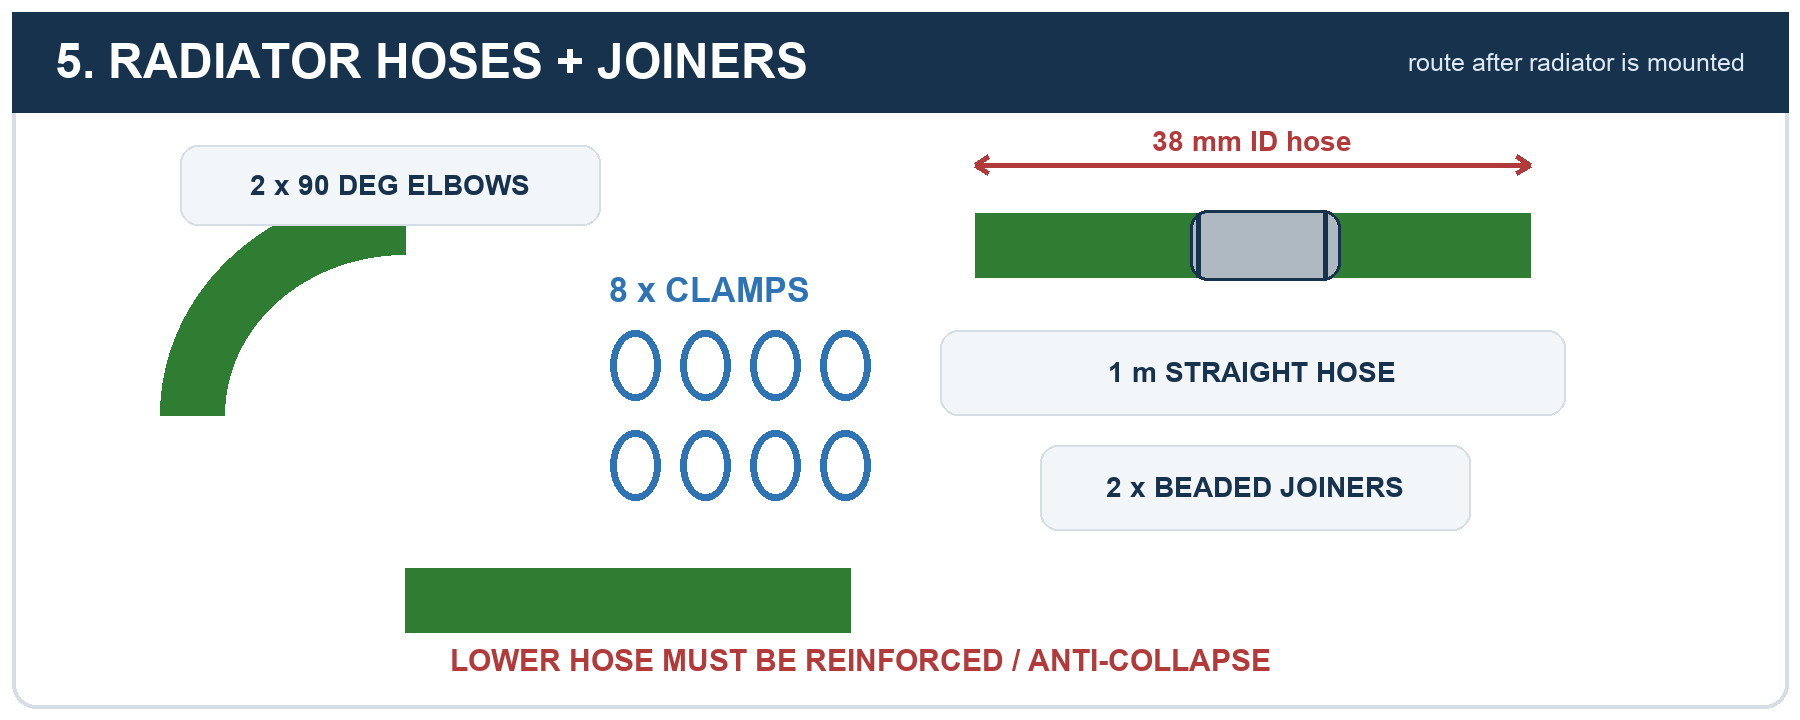 5. RADIATOR HOSES + JOINERS
route after radiator is mounted
2 x 90 DEG ELBOWS
38 mm ID hose
8 x CLAMPS
1 m STRAIGHT HOSE
2 x BEADED JOINERS
LOWER HOSE MUST BE REINFORCED / ANTI-COLLAPSE